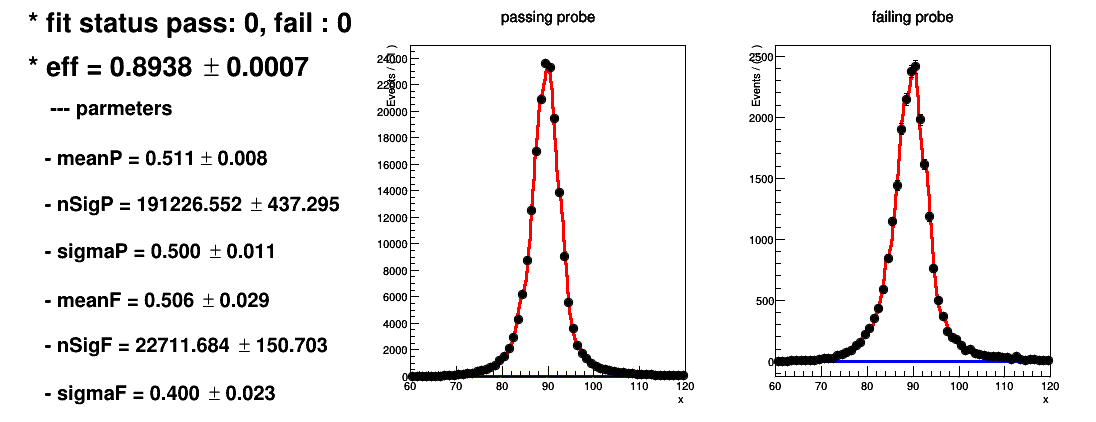 * fit status pass: 0, fail : 0
* eff = 0.8938 ± 0.0007
--- parmeters
- meanP = 0.511 ± 0.008
- nSigP = 191226.552 ± 437.295
- sigmaP = 0.500 ± 0.011
- meanF = 0.506 ± 0.029
- nSigF = 22711.684 ± 150.703
- sigmaF = 0.400 ± 0.023
passing probe
Events / ( 1 )
24000
22000
20000
18000
16000
14000
12000
10000
8000
6000
4000
2000
0
60 70 80 90 100 110 120
x
failing probe
Events / ( 1 )
2500
2000
1500
1000
500
0
60 70 80 90 100 110 120
x